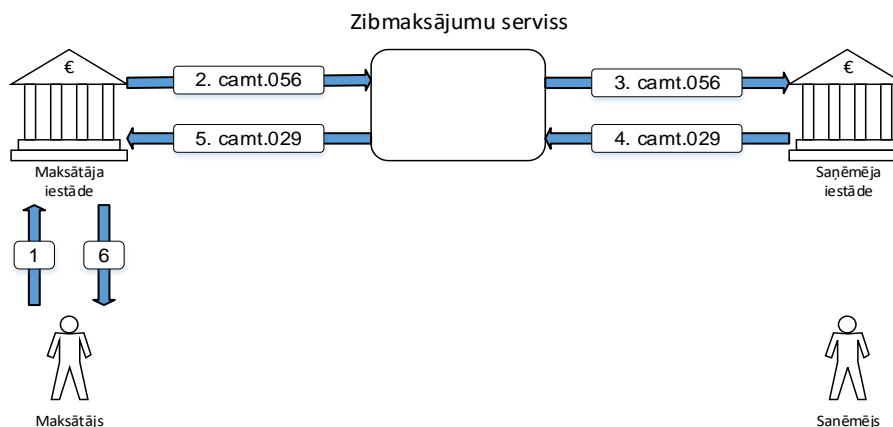 Zibmaksājumu serviss
€
€
2. camt.056
3. camt.056
5. camt.029
4. camt.029
Maksātāja
iestāde
Saņēmēja
iestāde
1
6
Maksātājs
Saņēmējs